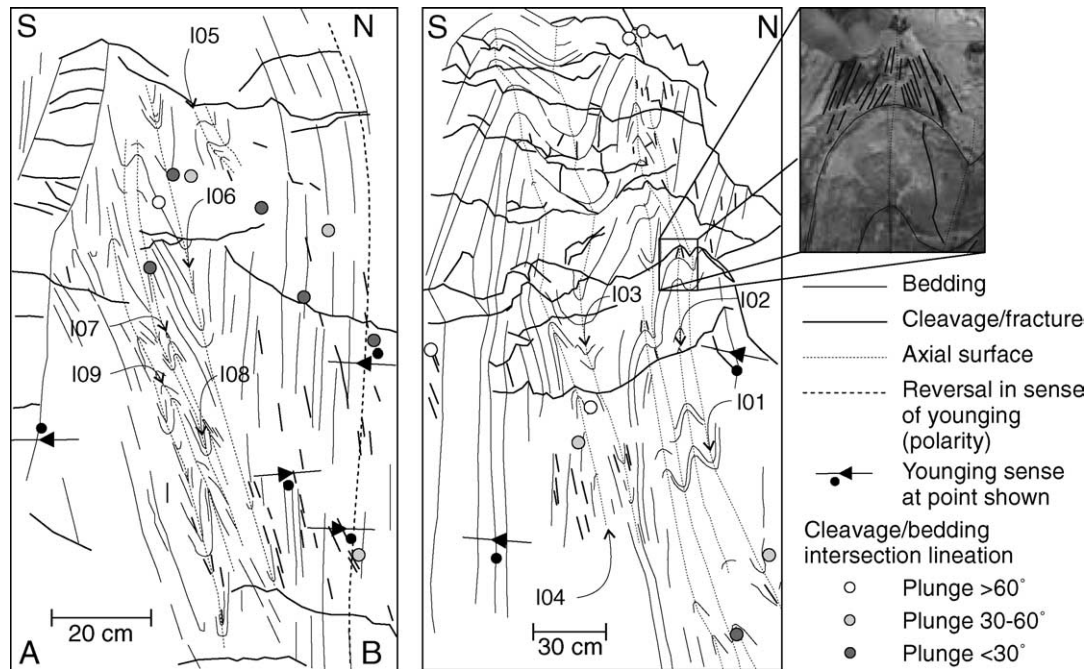 S
N
I05
I06
I07
I09
I08
20 cm
A
B
S
N
I03
I02
I01
I04
30 cm
Bedding
Cleavage/fracture
Axial surface
Reversal in sense
of younging
(polarity)
Younging sense
at point shown
Cleavage/bedding
intersection lineation
Plunge >60°
Plunge 30-60°
Plunge <30°